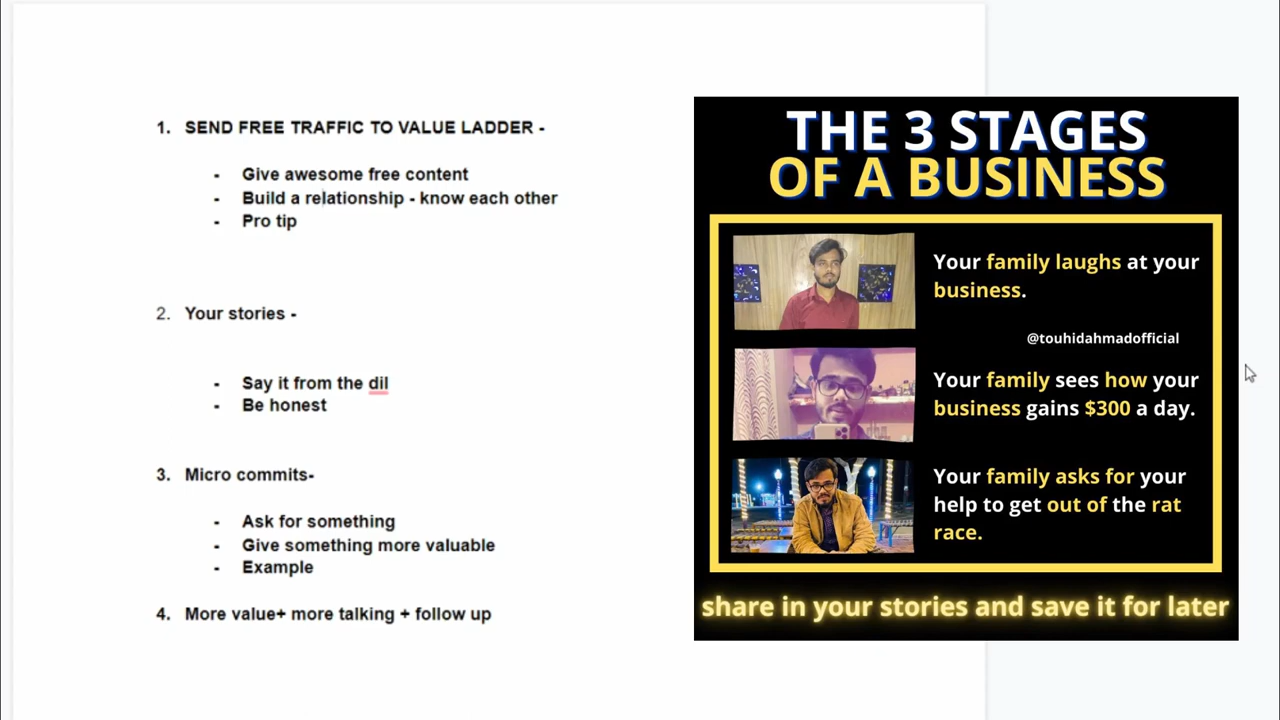 1. SEND FREE TRAFFIC TO VALUE LADDER -
- Give awesome free content
- Build a relationship - know each other
- Pro tip
2. Your stories -
- Say it from the dil
- Be honest
3. Micro commits-
- Ask for something
- Give something more valuable
- Example
4. More value+ more talking + follow up
THE 3 STAGES
OF A BUSINESS
Your family laughs at your
business.
@touhidahmadofficial
Your family sees how your
business gains $300 a day.
Your family asks for your
help to get out of the rat
race.
share in your stories and save it for later